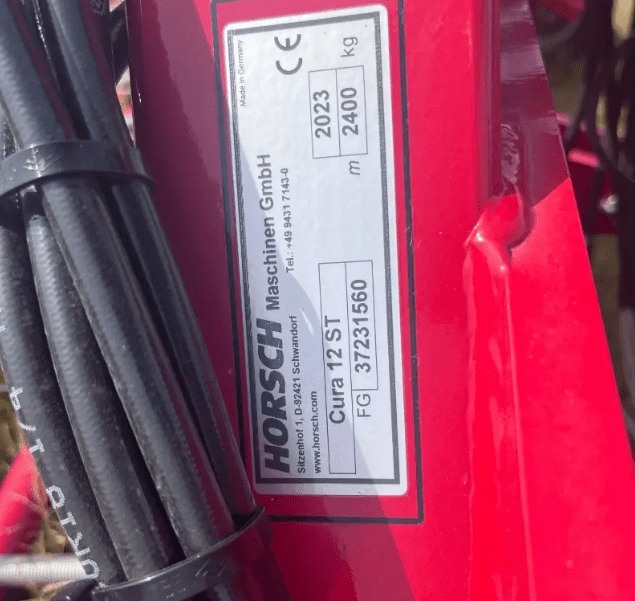 HORSCH Maschinen GmbH
Sitzenhof 1, D-92421 Schwandorf Tel.: +49 9431 7143-0
www.horsch.com
Made in Germany
CE
Cura 12 ST
2023
FG 37231560
m 2400 kg